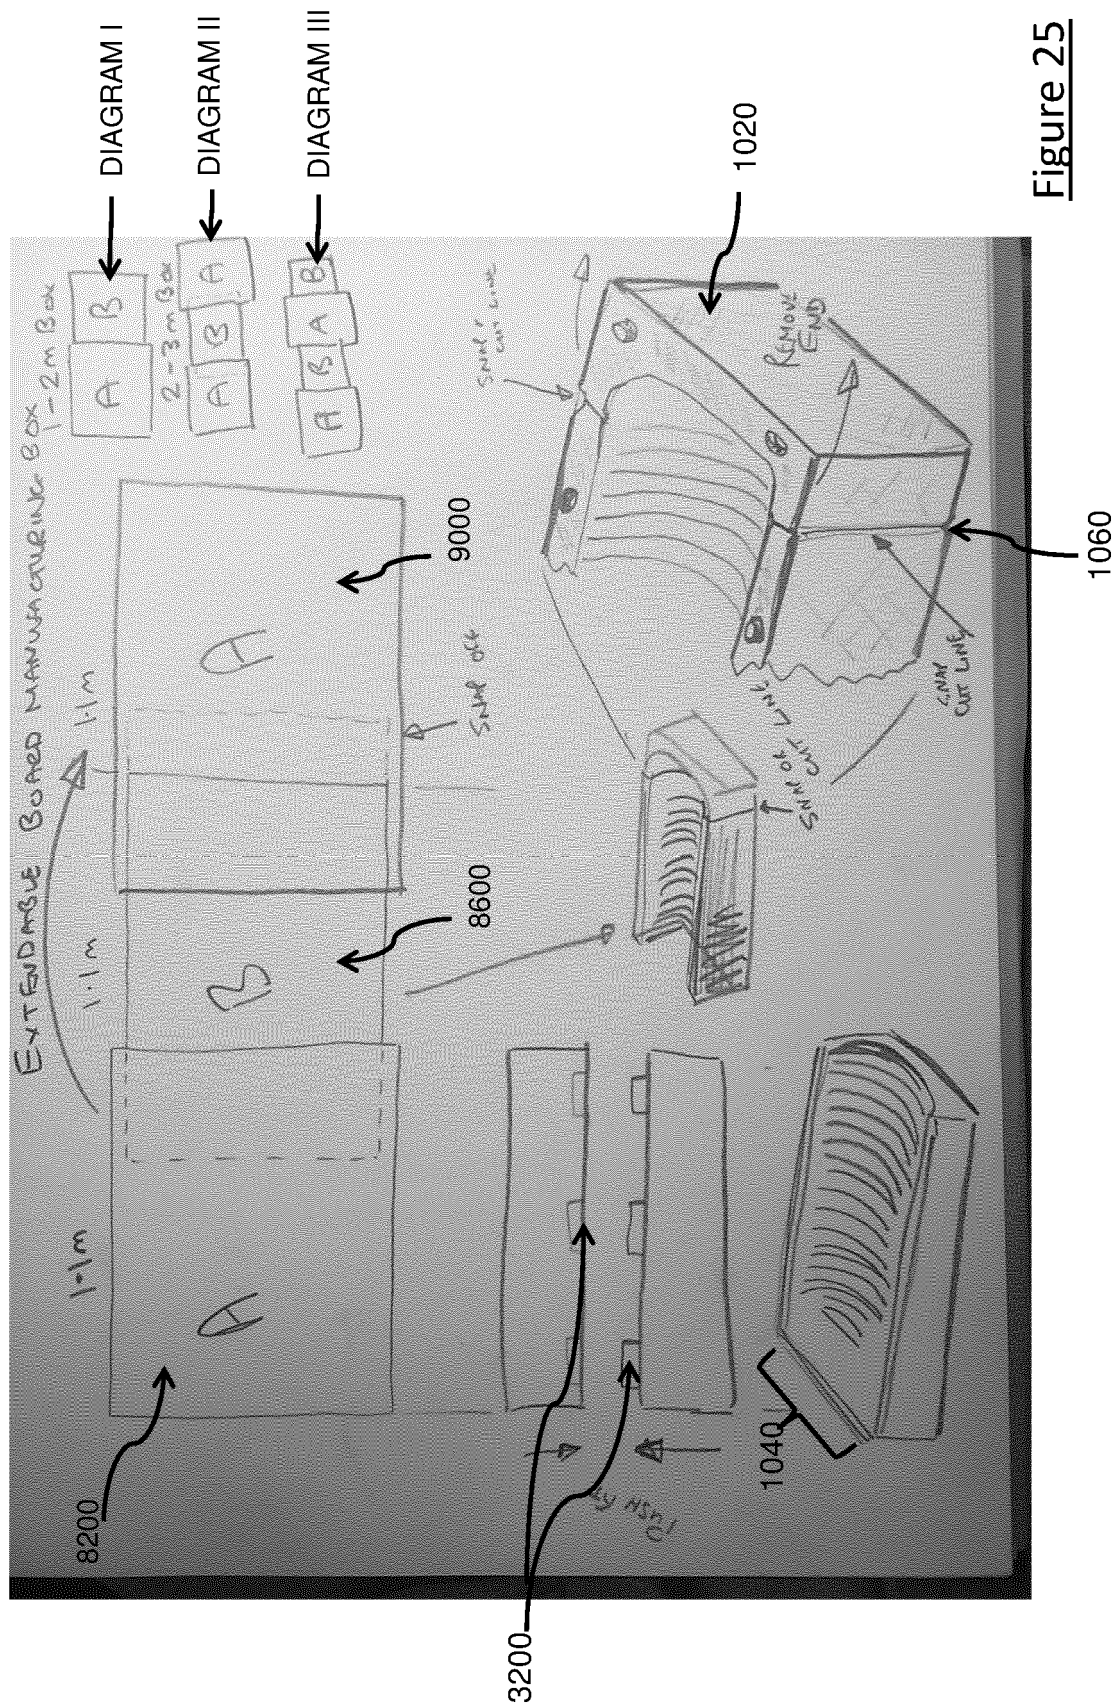 EXTENDABLE BOARD MANUFACTURING BOX
1.1m
1.1m
1.1m
1-2m Box
A
B
DIAGRAM I
2-3m Box
A
B
A
DIAGRAM II
A
B
A
B
DIAGRAM III
8200
A
B
A
8600
9000
SNAP OFF
3200
PUSH FIT
SNAP OR
CUT LINE
SNAP/
CUT LINE
1020
REMOVE
END
SNAP
CUT LINE
1060
1040
Figure 25